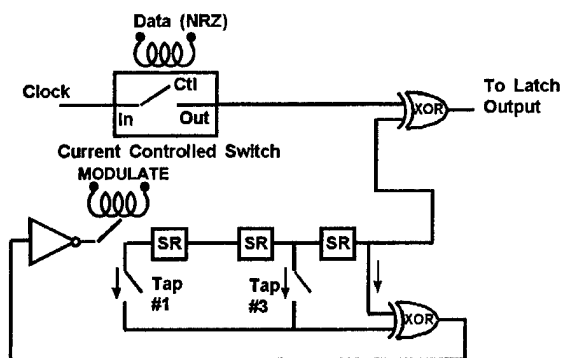 Data (NRZ)
Clock
Ctl
In
Out
XOR
To Latch
Output
Current Controlled Switch
MODULATE
SR
SR
SR
Tap
#1
Tap
#3
XOR